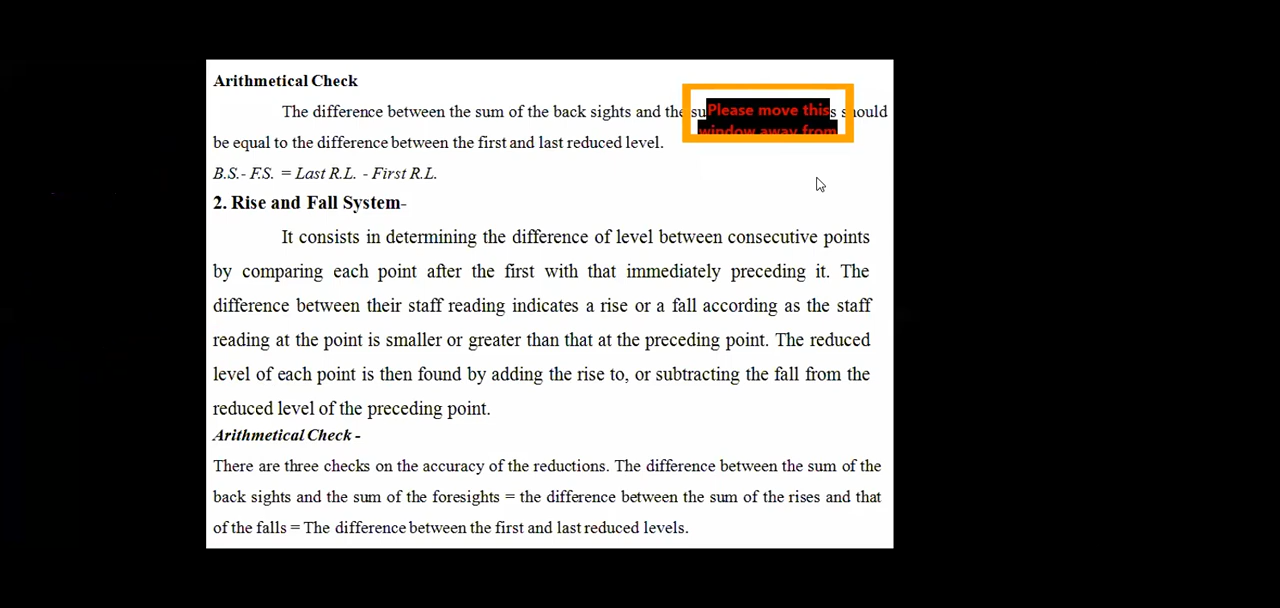 Arithmetical Check
The difference between the sum of the back sights and the su Please move this s should
window away from
be equal to the difference between the first and last reduced level.
B.S.- F.S. = Last R.L. - First R.L.
2. Rise and Fall System-
It consists in determining the difference of level between consecutive points
by comparing each point after the first with that immediately preceding it. The
difference between their staff reading indicates a rise or a fall according as the staff
reading at the point is smaller or greater than that at the preceding point. The reduced
level of each point is then found by adding the rise to, or subtracting the fall from the
reduced level of the preceding point.
Arithmetical Check -
There are three checks on the accuracy of the reductions. The difference between the sum of the
back sights and the sum of the foresights = the difference between the sum of the rises and that
of the falls = The difference between the first and last reduced levels.